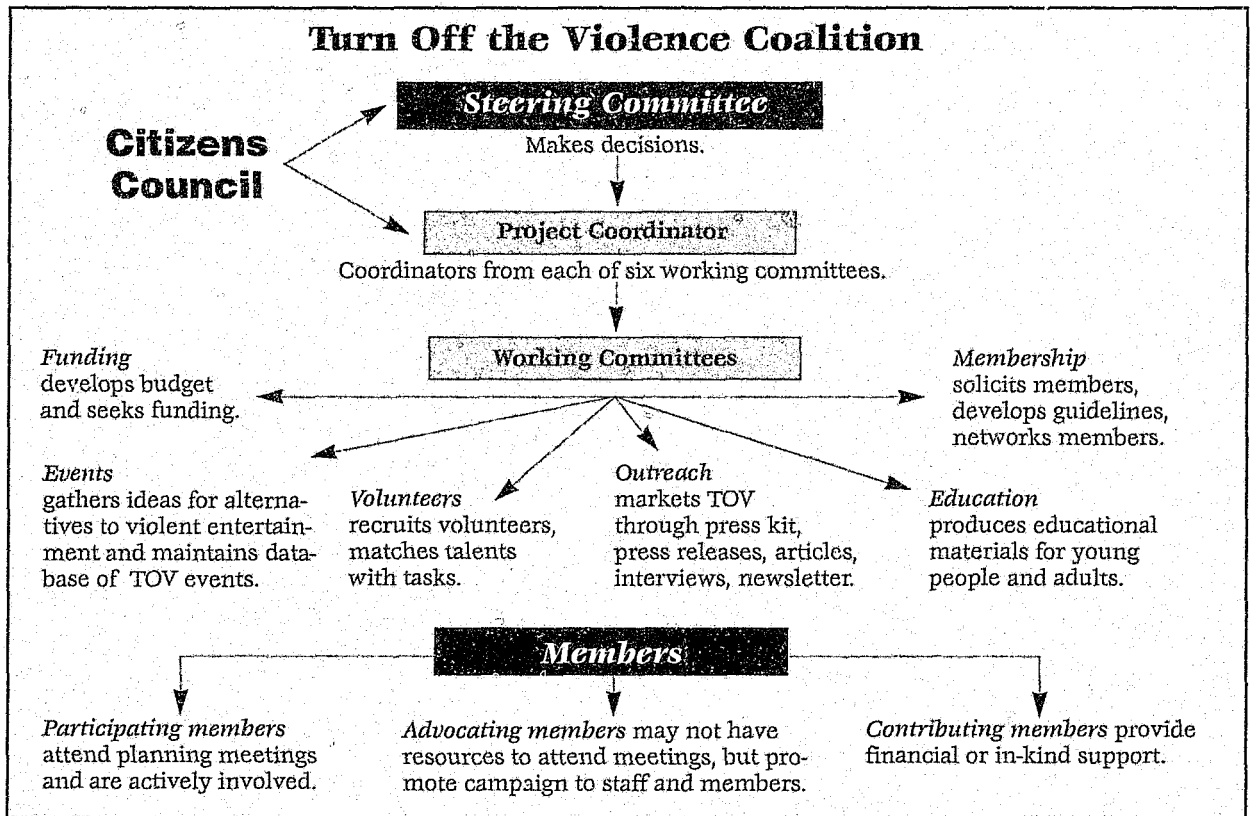 Turn Off the Violence Coalition
Steering Committee
Makes decisions.
Citizens
Council
Project Coordinator
Coordinators from each of six working committees.
Working Committees
Funding
develops budget
and seeks funding.
Membership
solicits members,
develops guidelines,
networks members.
Events
gathers ideas for alterna-
tives to violent entertain-
ment and maintains data-
base of TOV events.
Volunteers
recruits volunteers,
matches talents
with tasks.
Outreach
markets TOV
through press kit,
press releases, articles,
interviews, newsletter.
Education
produces educational
materials for young
people and adults.
Members
Participating members
attend planning meetings
and are actively involved.
Advocating members may not have
resources to attend meetings, but pro-
mote campaign to staff and members.
Contributing members provide
financial or in-kind support.